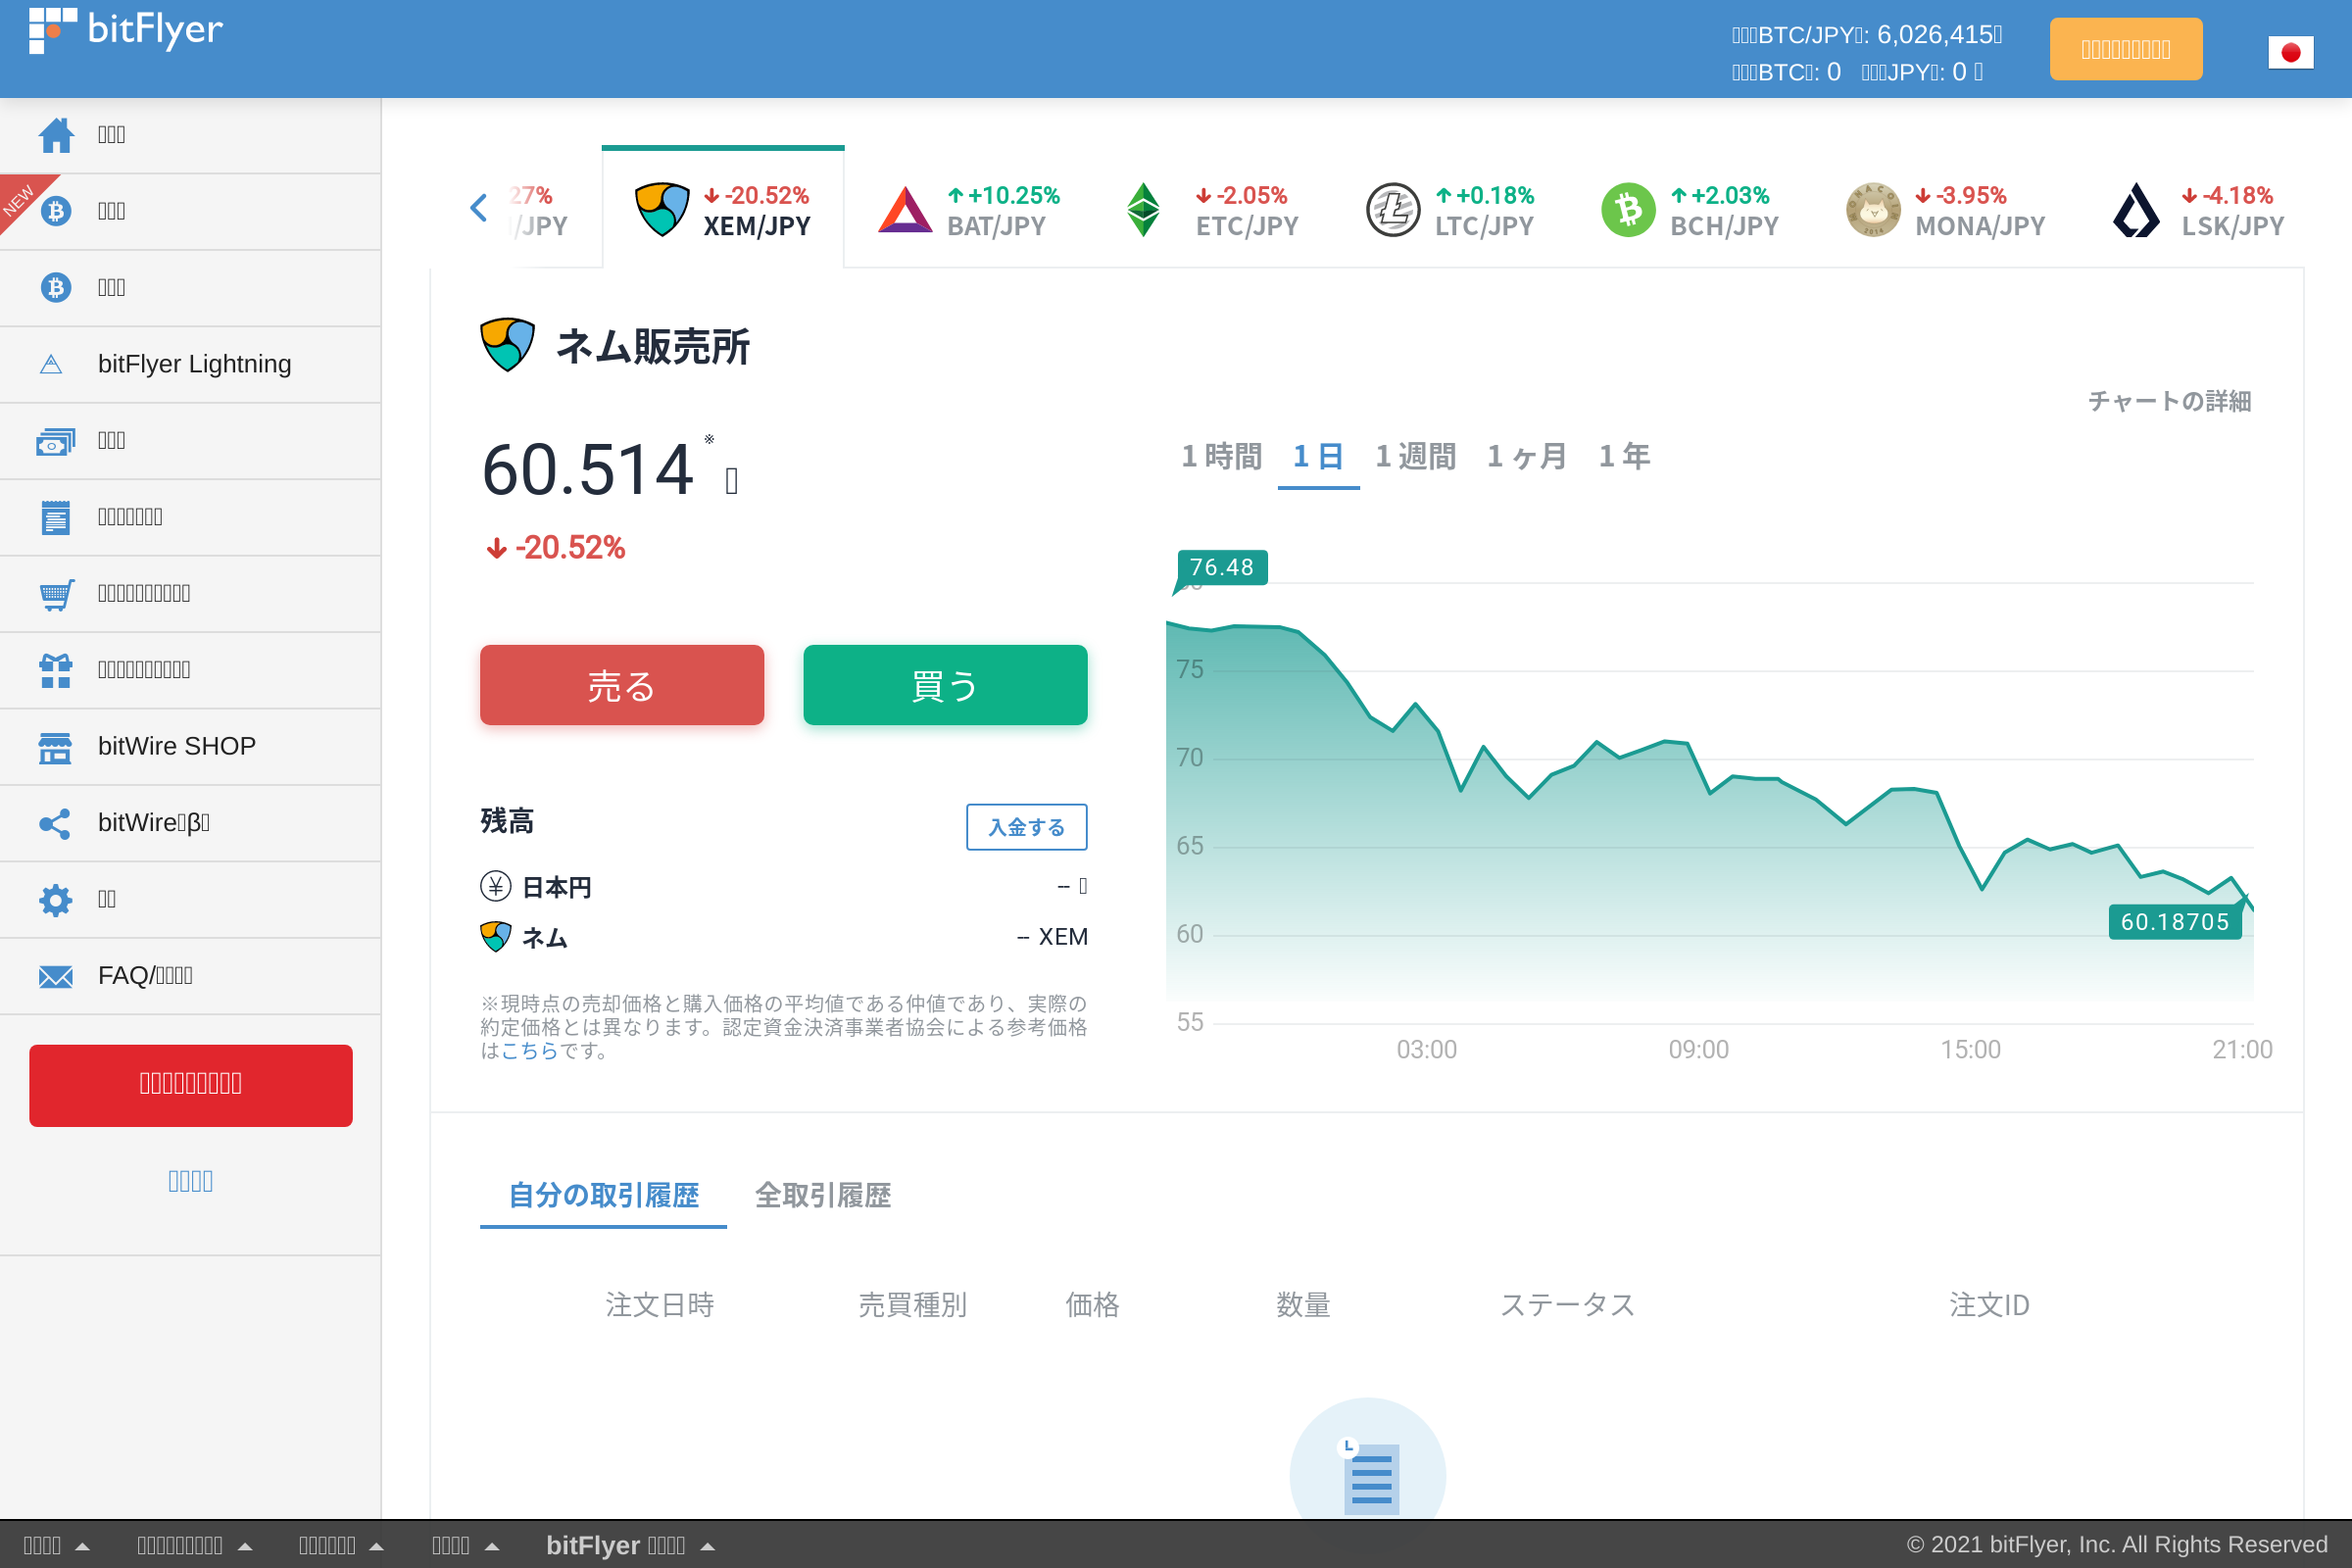 bitFlyer
BTC/JPY: 6,026,415
BTC: 0 JPY: 0
NEW
bitFlyer Lightning
bitWire SHOP
bitWire β
FAQ/
27%
/JPY
-20.52%
XEM/JPY
+10.25%
BAT/JPY
-2.05%
ETC/JPY
+0.18%
LTC/JPY
+2.03%
BCH/JPY
-3.95%
MONA/JPY
-4.18%
LSK/JPY
ネム販売所
チャートの詳細
60.514 ※
-20.52%
1 時間 1 日 1 週間 1 ヶ月 1 年
売る 買う
76.48
75
70
65
60
55
60.18705
03:00 09:00 15:00 21:00
残高 入金する
日本円 --
ネム -- XEM
※現時点の売却価格と購入価格の平均値である仲値であり、実際の
約定価格とは異なります。認定資金決済事業者協会による参考価格
はこちらです。
自分の取引履歴 全取引履歴
注文日時 売買種別 価格 数量 ステータス 注文ID
bitFlyer
© 2021 bitFlyer, Inc. All Rights Reserved